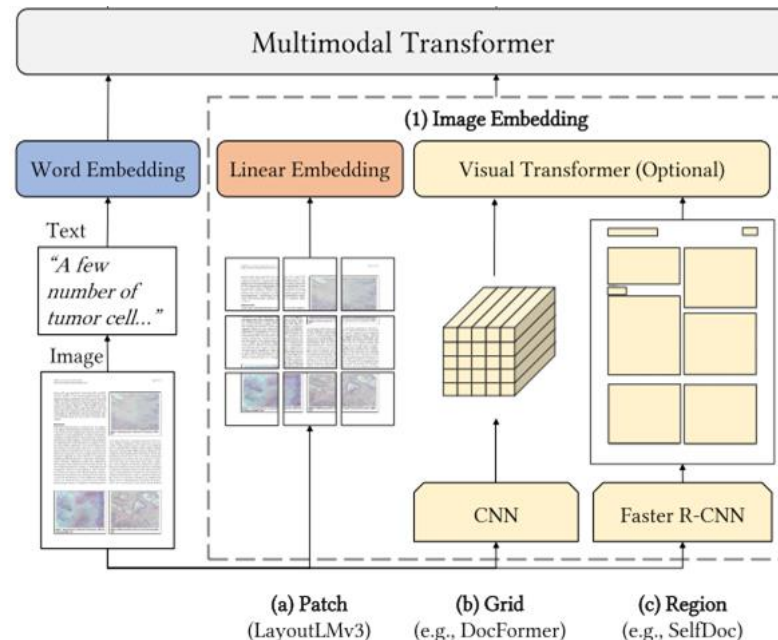 Multimodal Transformer
(1) Image Embedding
Word Embedding
Linear Embedding
Visual Transformer (Optional)
Text
“A few
number of
tumor cell...”
Image
CNN
Faster R-CNN
(a) Patch
(b) Grid
(c) Region
(LayoutLMv3)
(e.g., DocFormer)
(e.g., SelfDoc)